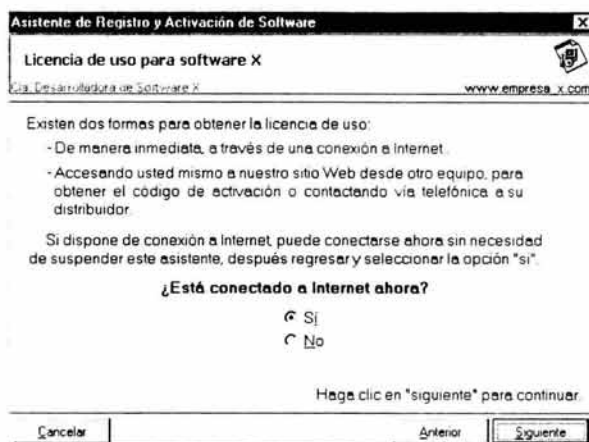 Asistente de Registro y Activación de Software
Licencia de uso para software X
Cia. Desarrolladora de Software X
www.empresa_x.com
Existen dos formas para obtener la licencia de uso:
- De manera inmediata, a través de una conexión a Internet.
- Accesando usted mismo a nuestro sitio Web desde otro equipo, para
obtener el código de activación o contactando vía telefónica a su
distribuidor.
Si dispone de conexión a Internet, puede conectarse ahora sin necesidad
de suspender este asistente, después regresar y seleccionar la opción "si".
¿Está conectado a Internet ahora?
Sí
No
Haga clic en "siguiente" para continuar.
Cancelar
Anterior
Siguiente